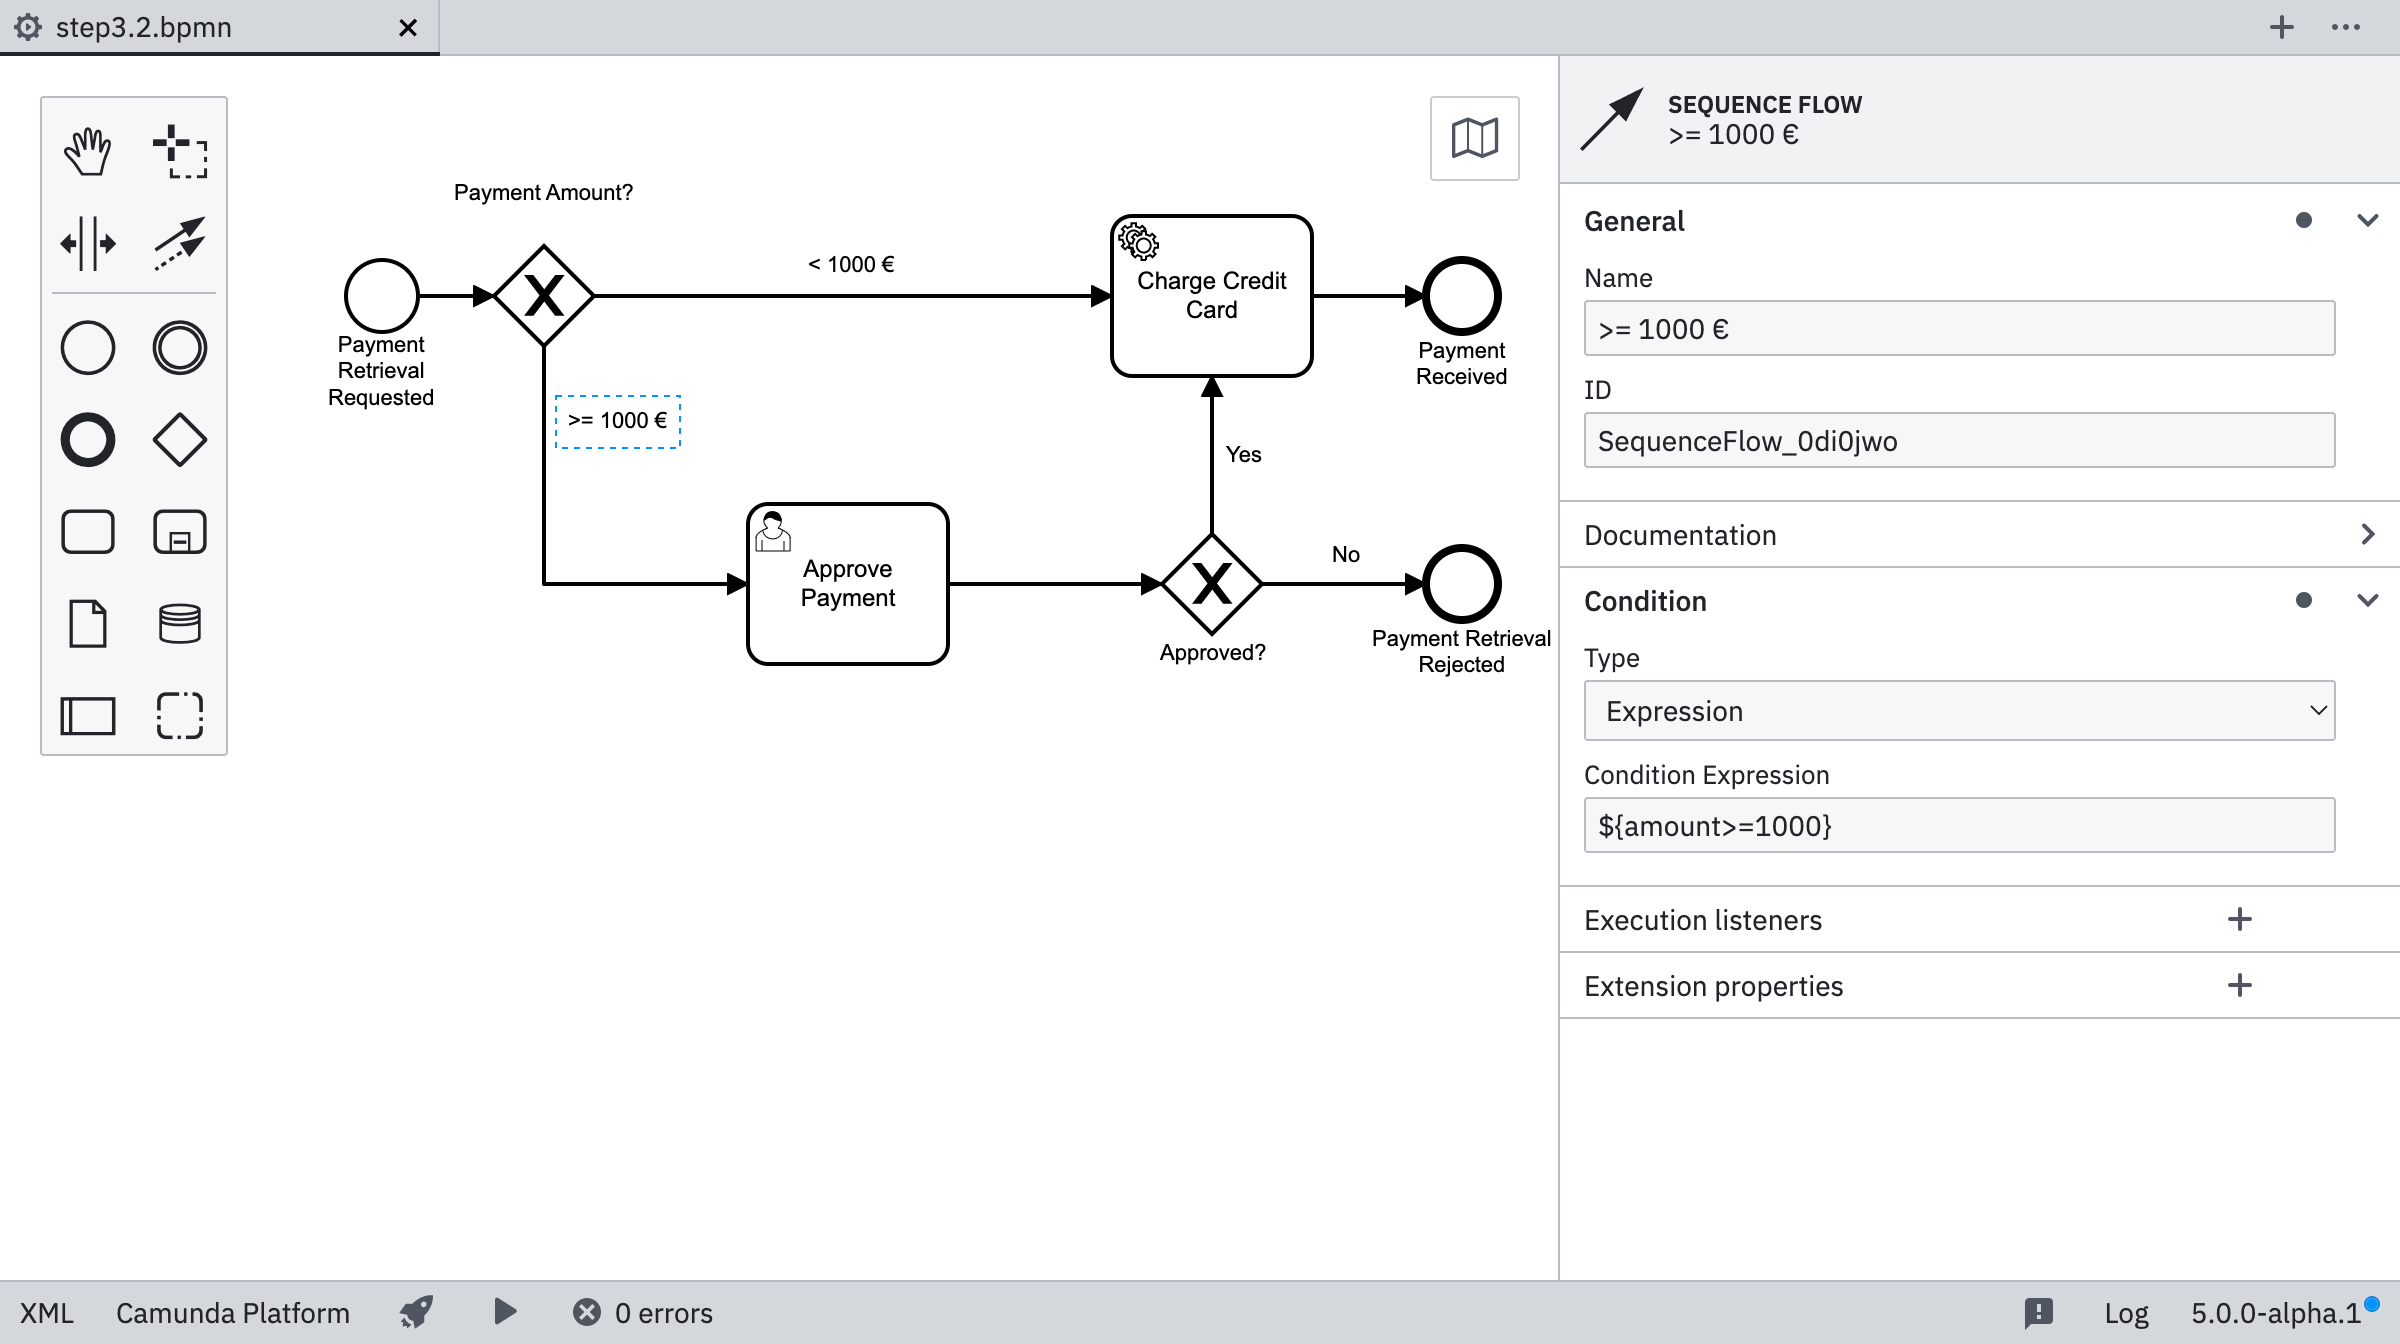 step3.2.bpmn
Payment Amount?
< 1000 €
Payment
Retrieval
Requested
>= 1000 €
Charge Credit
Card
Payment
Received
Yes
Approve
Payment
No
Approved?
Payment Retrieval
Rejected
SEQUENCE FLOW
>= 1000 €
General
Name
>= 1000 €
ID
SequenceFlow_0di0jwo
Documentation
Condition
Type
Expression
Condition Expression
${amount>=1000}
Execution listeners
Extension properties
XML
Camunda Platform
0 errors
Log
5.0.0-alpha.1